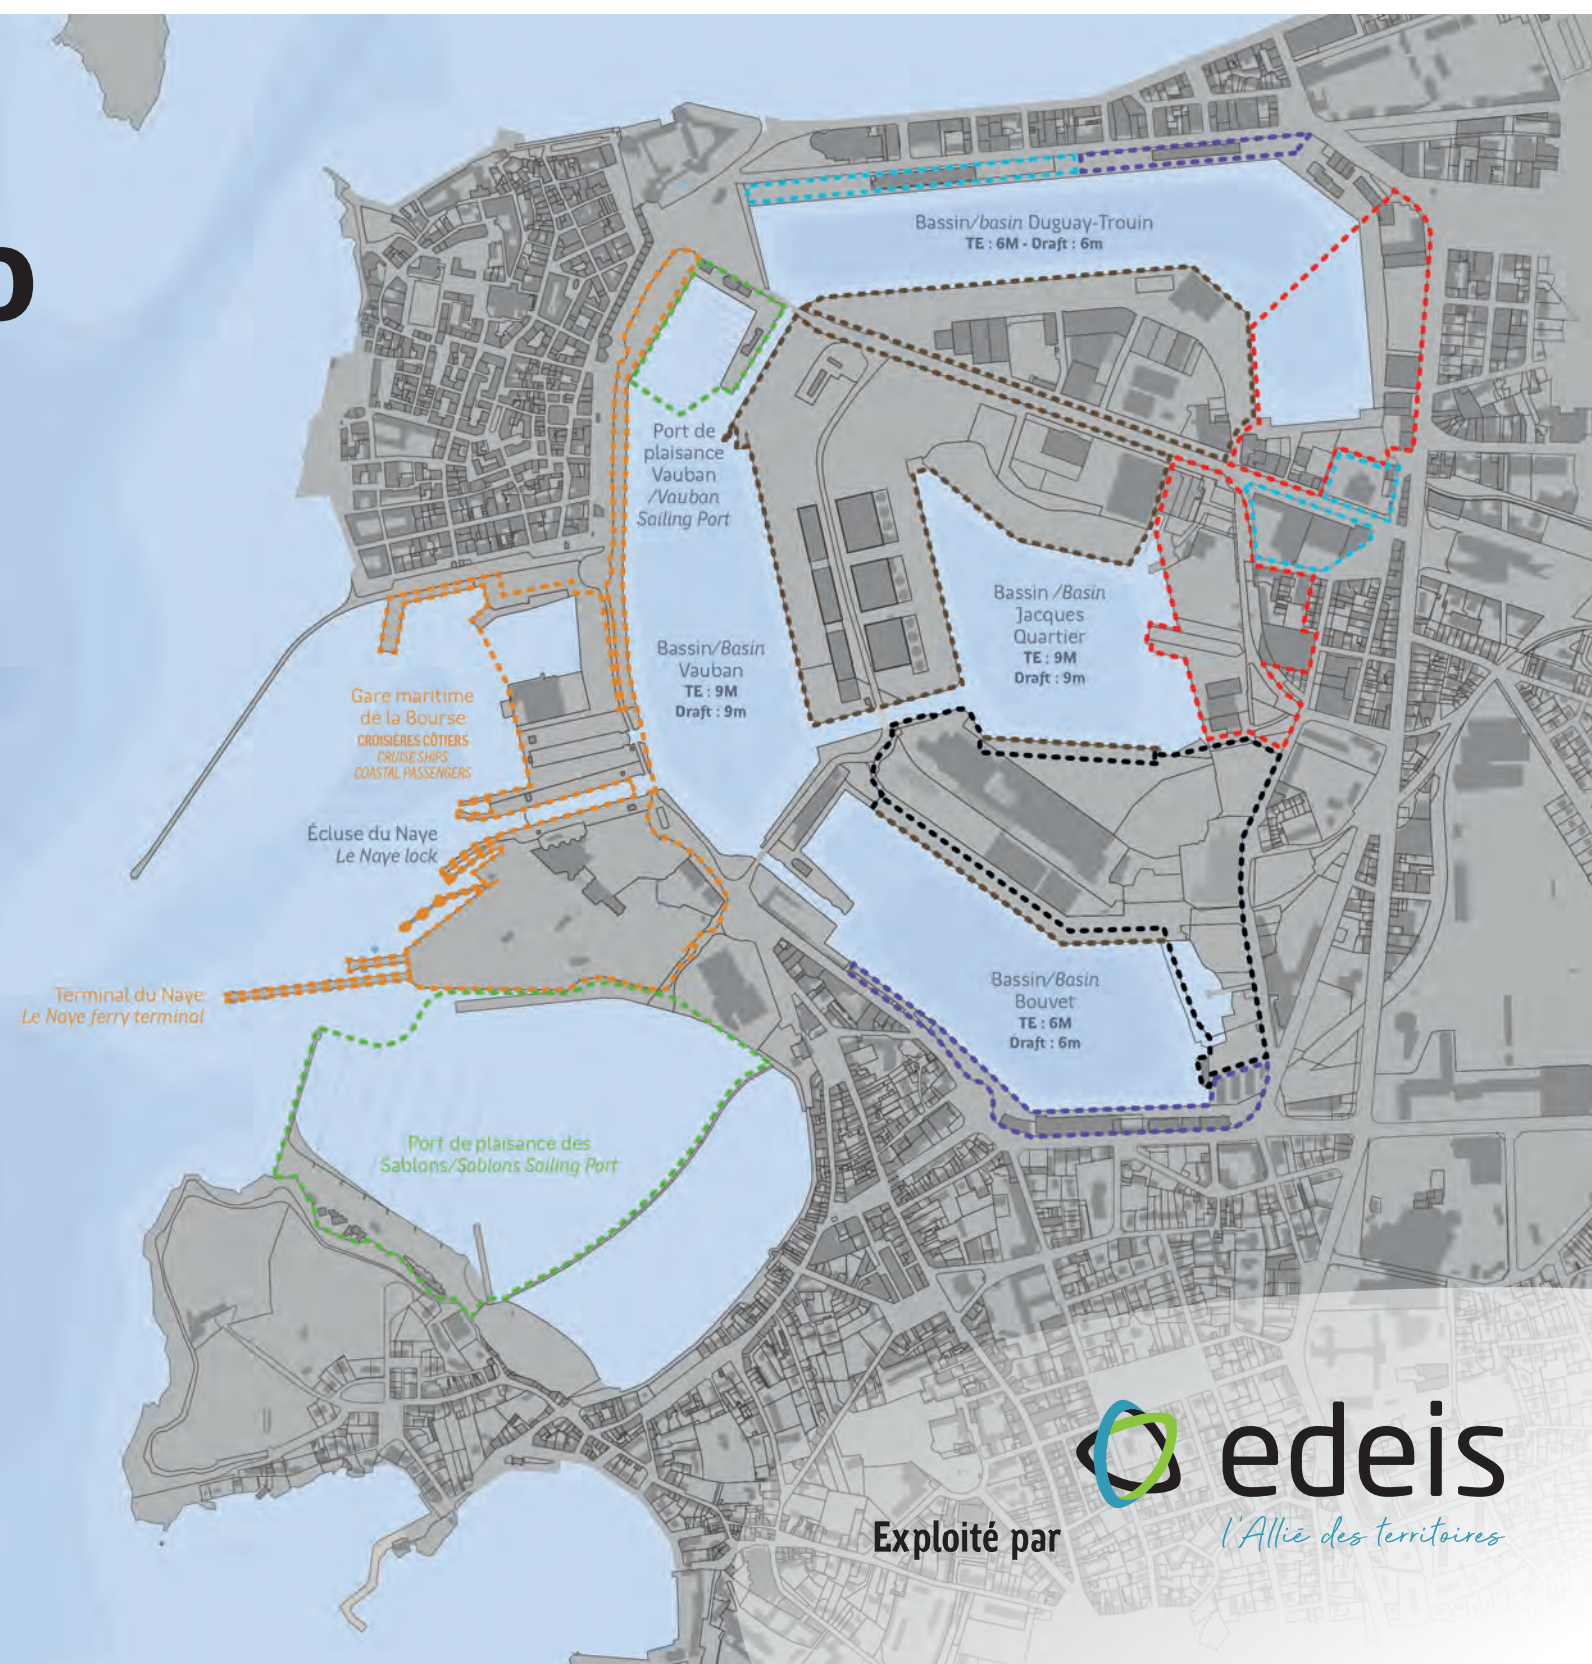 Bassin/basin Duguay-Trouin
TE : 6M - Draft : 6m
Port de
plaisance
Vauban
/Vauban
Sailing Port
Bassin /Basin
Jacques
Quartier
TE : 9M
Draft : 9m
Bassin/Basin
Vauban
TE : 9M
Draft : 9m
Gare maritime
de la Bourse
CROISIÈRES CÔTIERS
CRUISE SHIPS
COASTAL PASSENGERS
Écluse du Naye
Le Naye lock
Terminal du Naye
Le Naye ferry terminal
Bassin/Basin
Bouvet
TE : 6M
Draft : 6m
Port de plaisance des
Sablons/Sablons Sailing Port
Exploité par
edeis
l'Allié des territoires